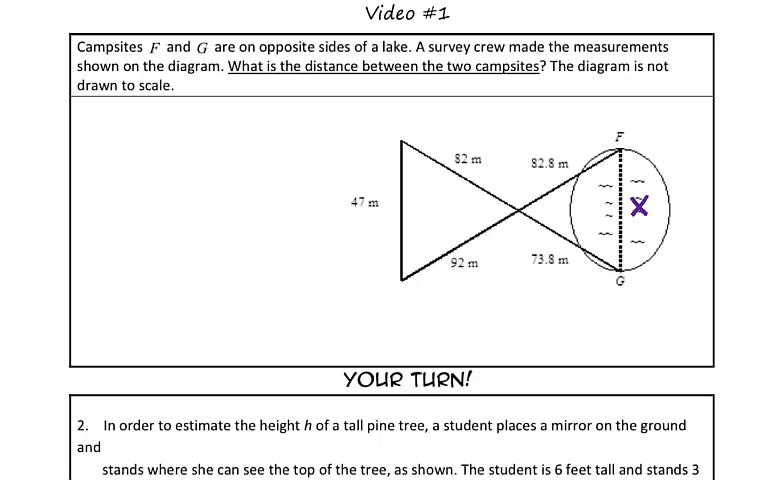 Video #1
Campsites F and G are on opposite sides of a lake. A survey crew made the measurements
shown on the diagram. What is the distance between the two campsites? The diagram is not
drawn to scale.
F
82 m
82.8 m
47 m
X
92 m
73.8 m
G
YOUR TURN!
2. In order to estimate the height h of a tall pine tree, a student places a mirror on the ground
and
stands where she can see the top of the tree, as shown. The student is 6 feet tall and stands 3